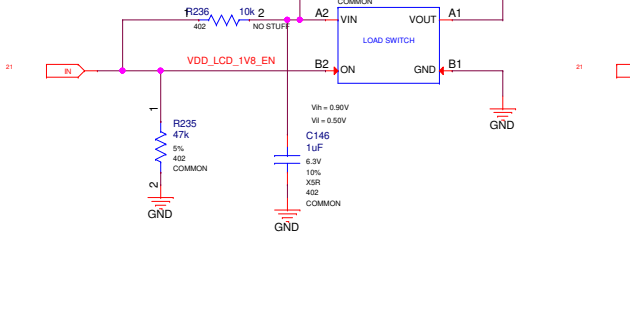 COMMON
1
R236
10k
2
A2
VIN
VOUT
A1
402
NO STUFF
LOAD SWITCH
21
IN
VDD_LCD_1V8_EN
B2
ON
GND
B1
21
1
R235
47k
5%
402
COMMON
2
GND
Vih = 0.90V
Vil = 0.50V
C146
1uF
6.3V
10%
X5R
402
COMMON
GND
GND